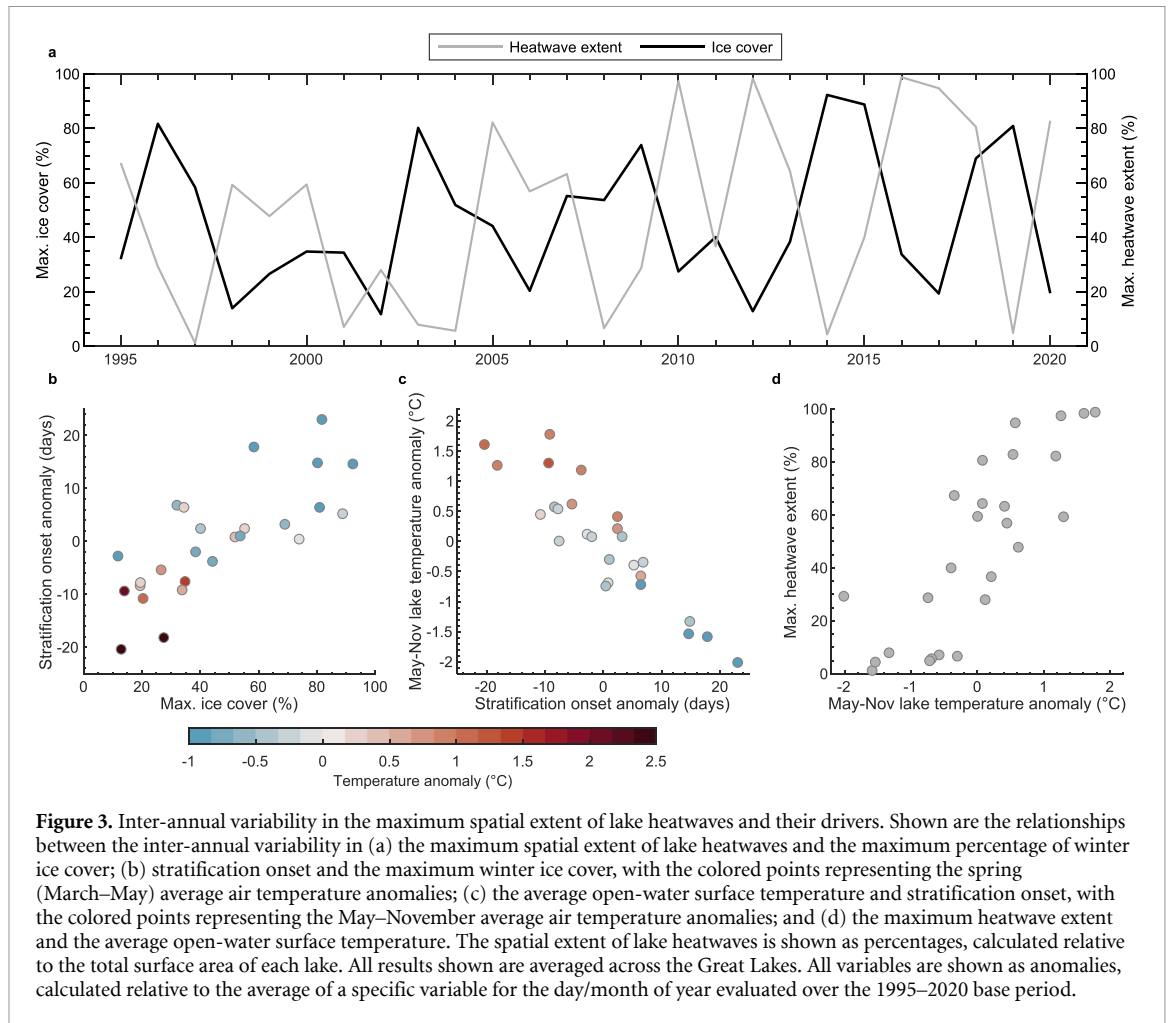 a
Heatwave extent Ice cover
100 100
80 80
60 60
40 40
20 20
0 0
Max. ice cover (%)
Max. heatwave extent (%)
1995 2000 2005 2010 2015 2020
b
Stratification onset anomaly (days)
20
10
0
-10
-20
0 20 40 60 80 100
Max. ice cover (%)
c
May-Nov lake temperature anomaly (°C)
2
1.5
1
0.5
0
-0.5
-1
-1.5
-2
-20 -10 0 10 20
Stratification onset anomaly (days)
d
Max. heatwave extent (%)
100
80
60
40
20
0
-2 -1 0 1 2
May-Nov lake temperature anomaly (°C)
-1 -0.5 0 0.5 1 1.5 2 2.5
Temperature anomaly (°C)
Figure 3. Inter-annual variability in the maximum spatial extent of lake heatwaves and their drivers. Shown are the relationships
between the inter-annual variability in (a) the maximum spatial extent of lake heatwaves and the maximum percentage of winter
ice cover; (b) stratification onset and the maximum winter ice cover, with the colored points representing the spring
(March–May) average air temperature anomalies; (c) the average open-water surface temperature and stratification onset, with
the colored points representing the May–November average air temperature anomalies; and (d) the maximum heatwave extent
and the average open-water surface temperature. The spatial extent of lake heatwaves is shown as percentages, calculated relative
to the total surface area of each lake. All results shown are averaged across the Great Lakes. All variables are shown as anomalies,
calculated relative to the average of a specific variable for the day/month of year evaluated over the 1995–2020 base period.